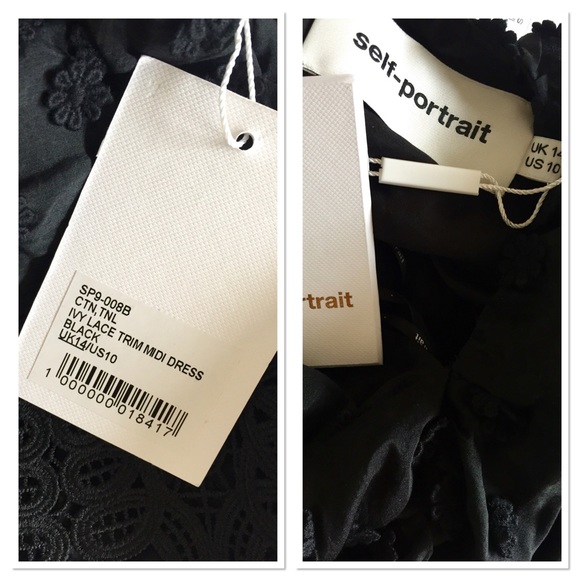 SP9-008B
CTN,TNL
IVY LACE TRIM MIDI DRESS
BLACK
UK14/US10
1 000000 018417
self-portrait
UK 14
US 10
trait